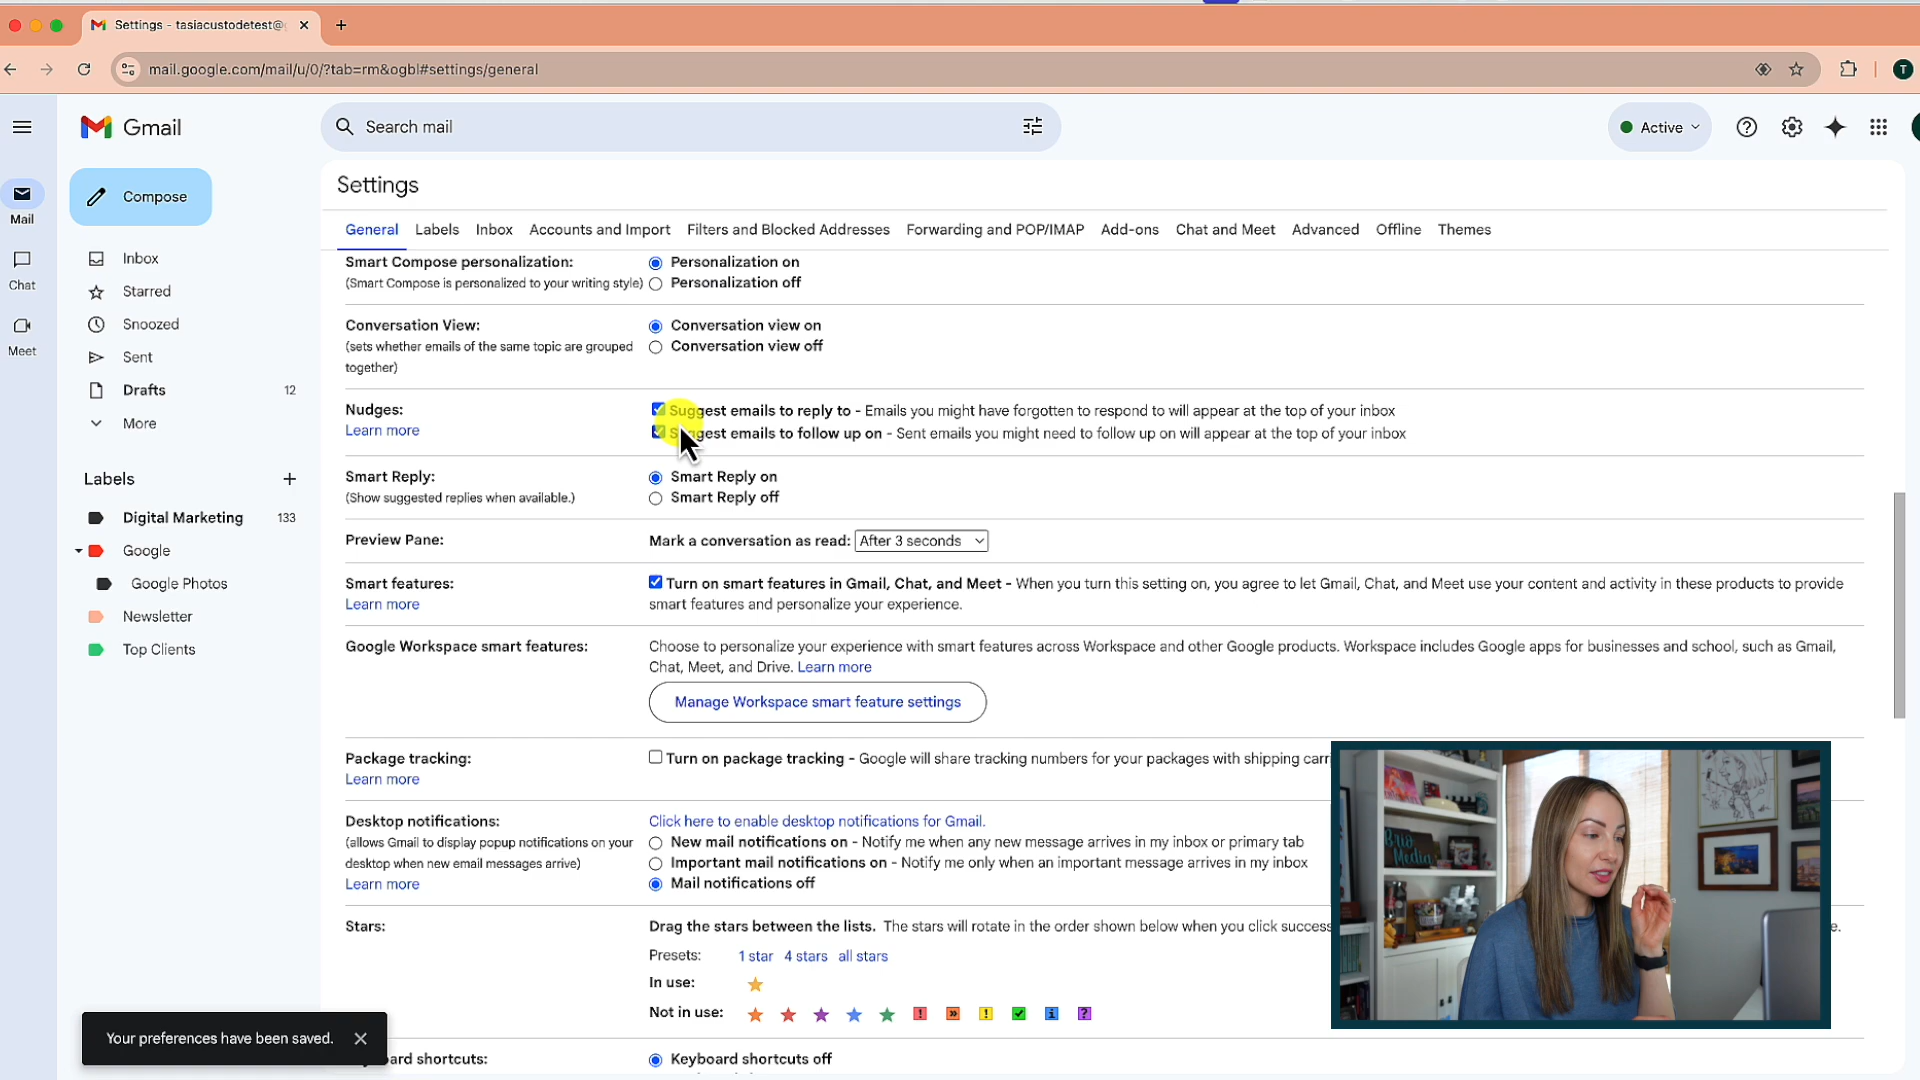 Settings - tasiacustodetest@
mail.google.com/mail/u/0/?tab=rm&ogbl#settings/general
T
Gmail
Search mail
Active
Mail
Chat
Meet
Compose
Inbox
Starred
Snoozed
Sent
Drafts 12
More
Labels
Digital Marketing 133
Google
Google Photos
Newsletter
Top Clients
Settings
General Labels Inbox Accounts and Import Filters and Blocked Addresses Forwarding and POP/IMAP Add-ons Chat and Meet Advanced Offline Themes
Smart Compose personalization: Personalization on
(Smart Compose is personalized to your writing style) Personalization off
Conversation View: Conversation view on
(sets whether emails of the same topic are grouped Conversation view off
together)
Nudges: Suggest emails to reply to - Emails you might have forgotten to respond to will appear at the top of your inbox
Learn more Suggest emails to follow up on - Sent emails you might need to follow up on will appear at the top of your inbox
Smart Reply: Smart Reply on
(Show suggested replies when available.) Smart Reply off
Preview Pane: Mark a conversation as read: After 3 seconds
Smart features: Turn on smart features in Gmail, Chat, and Meet - When you turn this setting on, you agree to let Gmail, Chat, and Meet use your content and activity in these products to provide
Learn more smart features and personalize your experience.
Google Workspace smart features: Choose to personalize your experience with smart features across Workspace and other Google products. Workspace includes Google apps for businesses and school, such as Gmail,
Chat, Meet, and Drive. Learn more
Manage Workspace smart feature settings
Package tracking: Turn on package tracking - Google will share tracking numbers for your packages with shipping carr
Learn more
Desktop notifications: Click here to enable desktop notifications for Gmail.
(allows Gmail to display popup notifications on your New mail notifications on - Notify me when any new message arrives in my inbox or primary tab
desktop when new email messages arrive) Important mail notifications on - Notify me only when an important message arrives in my inbox
Learn more Mail notifications off
Stars: Drag the stars between the lists. The stars will rotate in the order shown below when you click success e.
Presets: 1 star 4 stars all stars
In use:
Not in use:
ard shortcuts: Keyboard shortcuts off
Your preferences have been saved.
Brio
Media